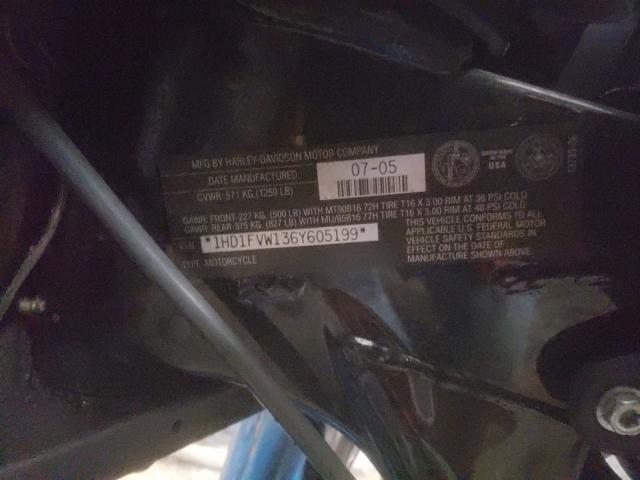 MFG BY HARLEY-DAVIDSON MOTOR COMPANY
DATE MANUFACTURED: 07-05
GVWR: 571 KG (1259 LB)
USA
GAWR: FRONT-227 KG (500 LB) WITH MT90B16 72H TIRE T16 X 3.00 RIM AT 36 PSI COLD
GAWR: REAR 375 KG (827 LB) WITH MU/85B16 77H TIRE T16 X 3.00 RIM AT 40 PSI COLD
*1HD1FVW136Y605199*
TYPE: MOTORCYCLE
THIS VEHICLE CONFORMS TO ALL
APPLICABLE U.S. FEDERAL MOTOR
VEHICLE SAFETY STANDARDS IN
EFFECT ON THE DATE OF
MANUFACTURE SHOWN ABOVE